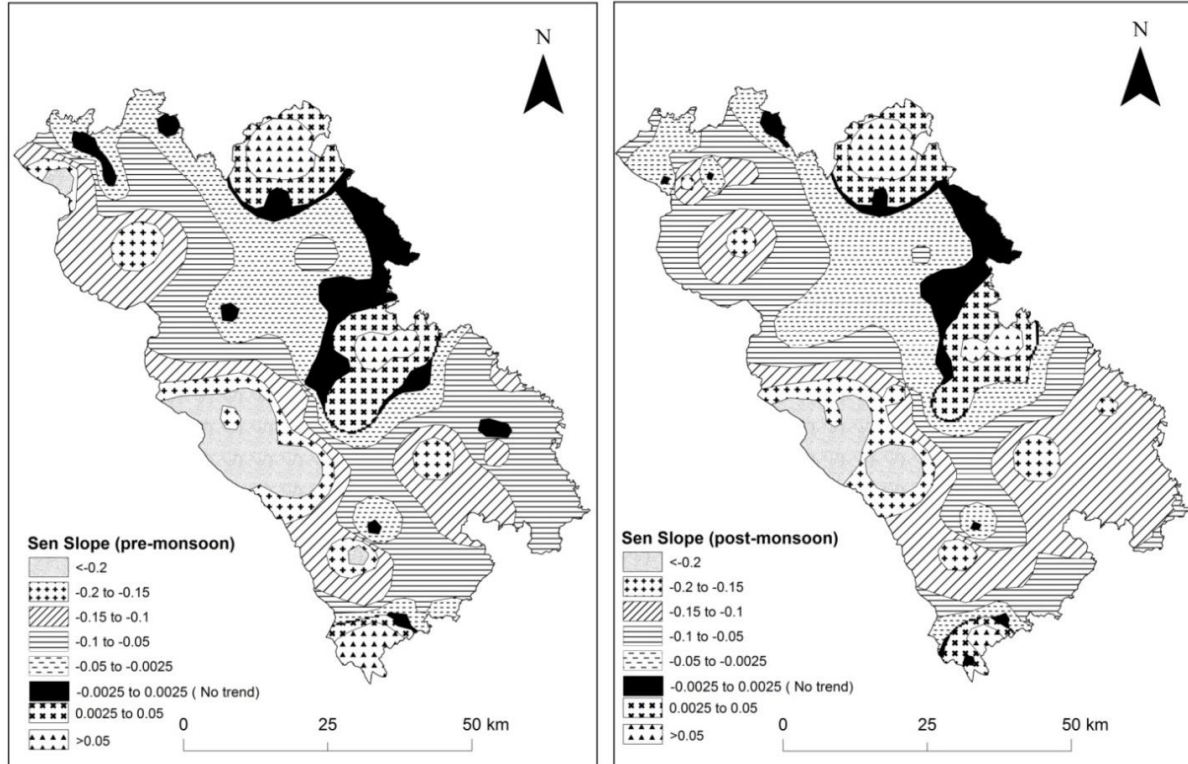 N
Sen Slope (pre-monsoon)
<-0.2
-0.2 to -0.15
-0.15 to -0.1
-0.1 to -0.05
-0.05 to -0.0025
-0.0025 to 0.0025 ( No trend)
0.0025 to 0.05
>0.05
0 25 50 km
N
Sen Slope (post-monsoon)
<-0.2
-0.2 to -0.15
-0.15 to -0.1
-0.1 to -0.05
-0.05 to -0.0025
-0.0025 to 0.0025 ( No trend)
0.0025 to 0.05
>0.05
0 25 50 km